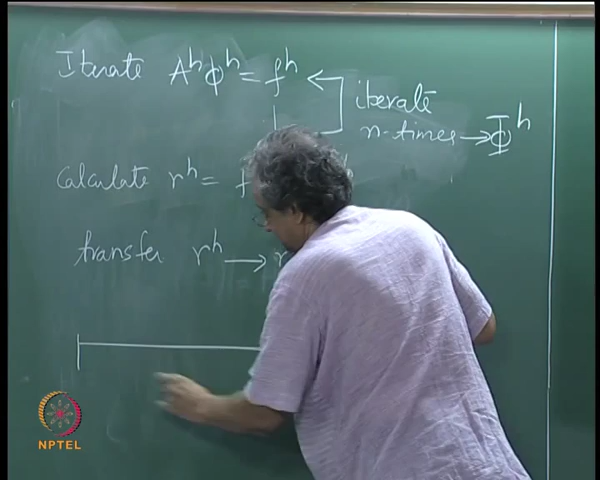 Iterate A^h Φ^h = f^h
iterate
n-times → Φ^h
Calculate r^h = f
transfer r^h → r
NPTEL